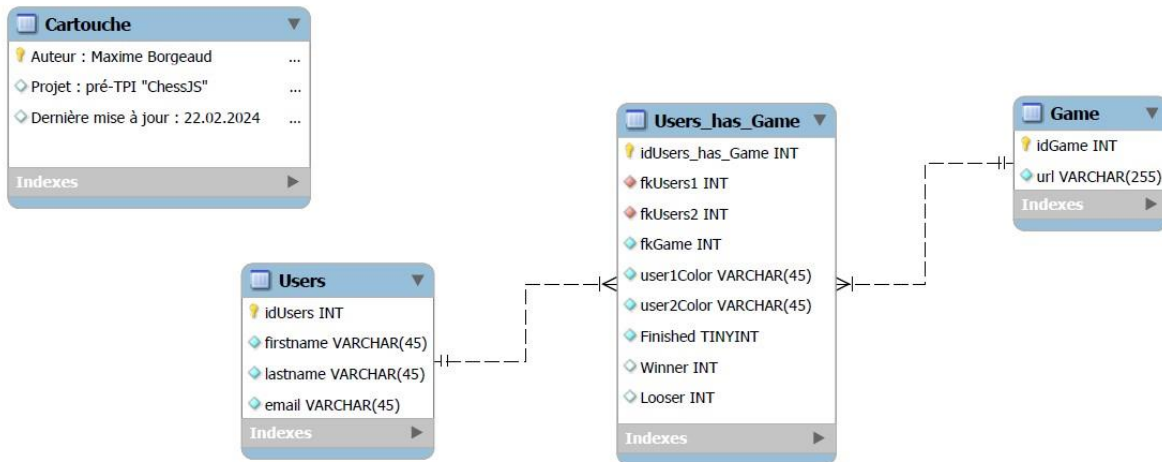 Cartouche
Auteur : Maxime Borgeaud ...
Projet : pré-TPI "ChessJS" ...
Dernière mise à jour : 22.02.2024 ...
Indexes
Users
idUsers INT
firstname VARCHAR(45)
lastname VARCHAR(45)
email VARCHAR(45)
Indexes
Users_has_Game
idUsers_has_Game INT
fkUsers1 INT
fkUsers2 INT
fkGame INT
user1Color VARCHAR(45)
user2Color VARCHAR(45)
Finished TINYINT
Winner INT
Looser INT
Indexes
Game
idGame INT
url VARCHAR(255)
Indexes